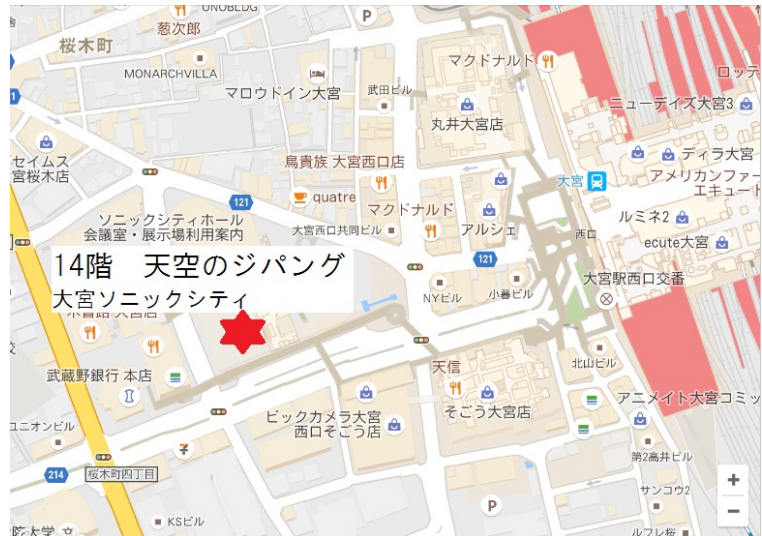 UNOBLDG
葱次郎
P
桜木町
MONARCHVILLA
マクドナルド
ロッテ
マロウドイン大宮
武田ビル
ニューデイズ大宮3
丸井大宮店
セイムス
宮桜木店
鳥貴族 大宮西口店
ディラ大宮
大宮
アメリカンファー
エキュート
121
quatre
マクドナルド
ソニックシティホール
会議室・展示場利用案内
大宮西口共同ビル
アルシェ
西口
ルミネ2
ecute大宮
14階 天空のジパング
大宮ソニックシティ
121
NYビル
小暮ビル
大宮駅西口交番
武蔵野銀行 本店
天信
北山ビル
ビックカメラ大宮
西口そごう店
そごう大宮店
アニメイト大宮コミッ
ユニオンビル
7
第2高井ビル
214
桜木町四丁目
サンコウ2
+
P
−
KSビル
ルフレ桜